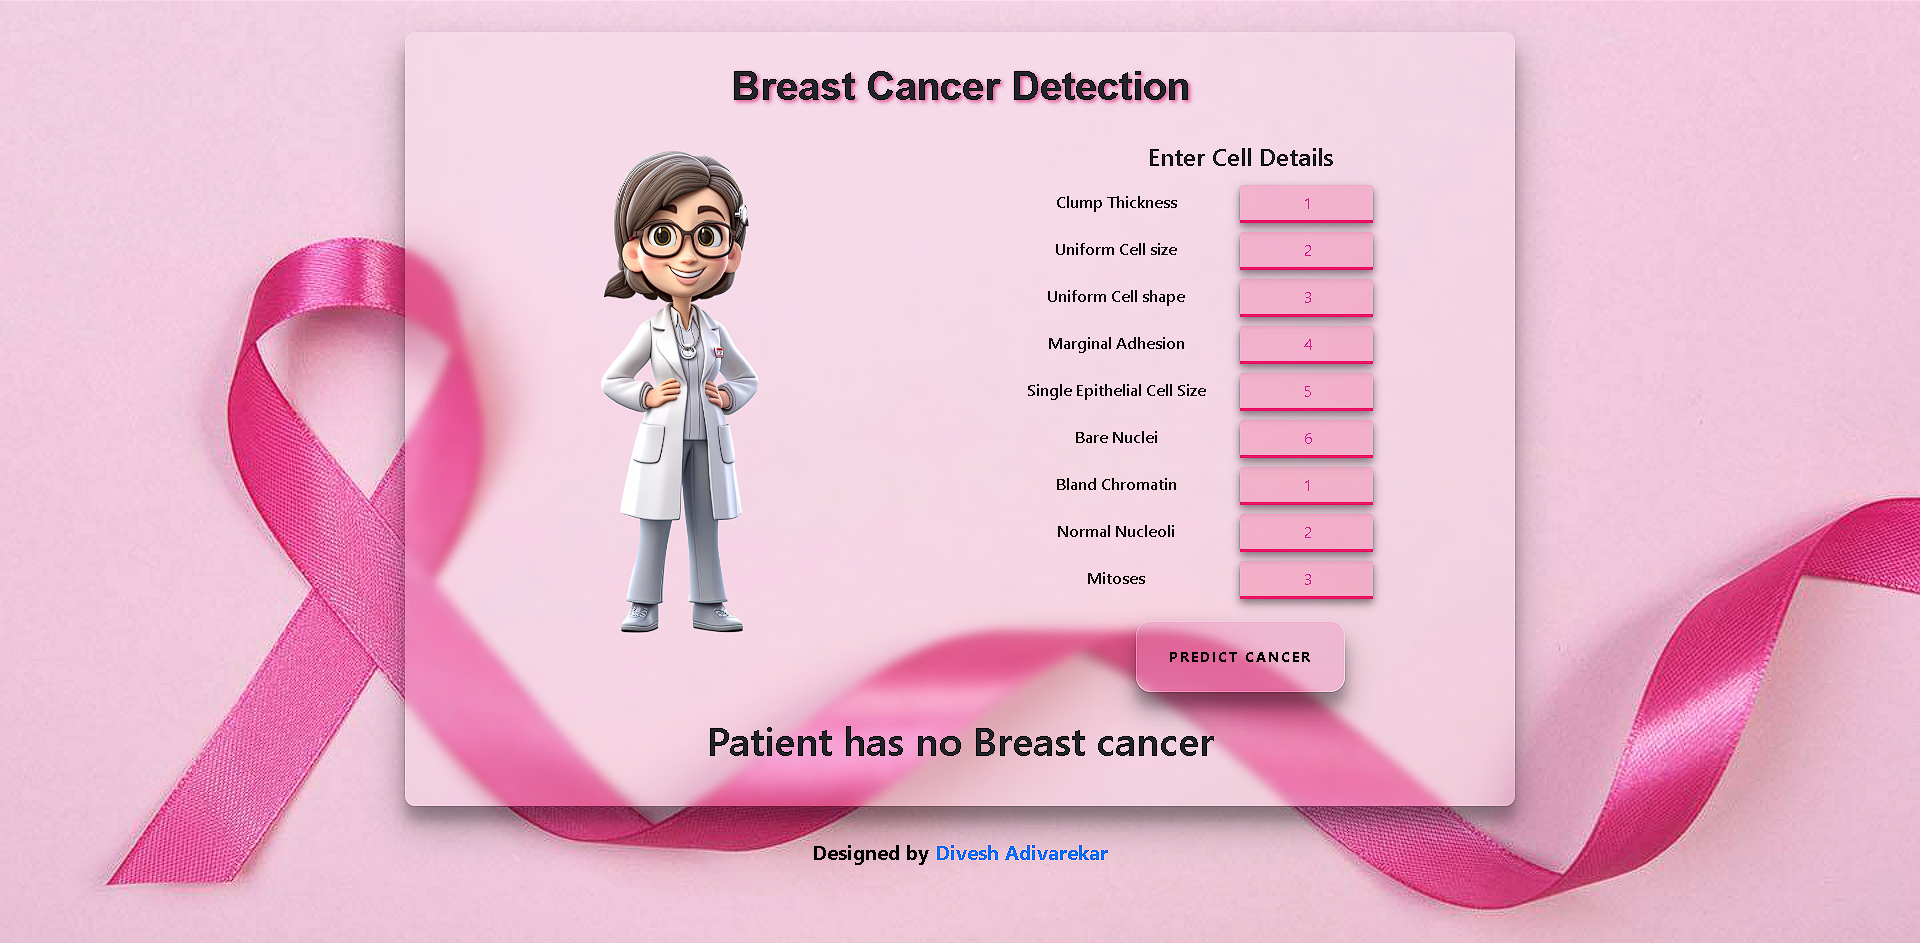 Breast Cancer Detection
Enter Cell Details
Clump Thickness 1
Uniform Cell size 2
Uniform Cell shape 3
Marginal Adhesion 4
Single Epithelial Cell Size 5
Bare Nuclei 6
Bland Chromatin 1
Normal Nucleoli 2
Mitoses 3
PREDICT CANCER
Patient has no Breast cancer
Designed by Divesh Adivarekar